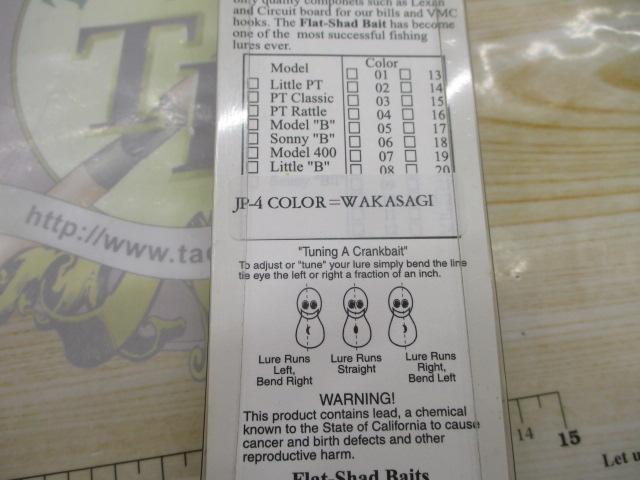 only quality componets such as Lexan
and Circuit board for our bills and VMC
hooks. The Flat-Shad Bait has become
one of the most successful fishing
lures ever.
Model
Color
Little PT
PT Classic
PT Rattle
Model "B"
Sonny "B"
Model 400
Little "B"
01 13
02 14
03 15
04 16
05 17
06 18
07 19
08 20
JP-4 COLOR=WAKASAGI
"Tuning A Crankbait"
To adjust or "tune" your lure simply bend the line
tie eye the left or right a fraction of an inch.
Lure Runs
Left,
Bend Right
Lure Runs
Straight
Lure Runs
Right,
Bend Left
WARNING!
This product contains lead, a chemical
known to the State of California to cause
cancer and birth defects and other
reproductive harm.
Flat-Shad Baits
http://www.ta
14 15
Let u